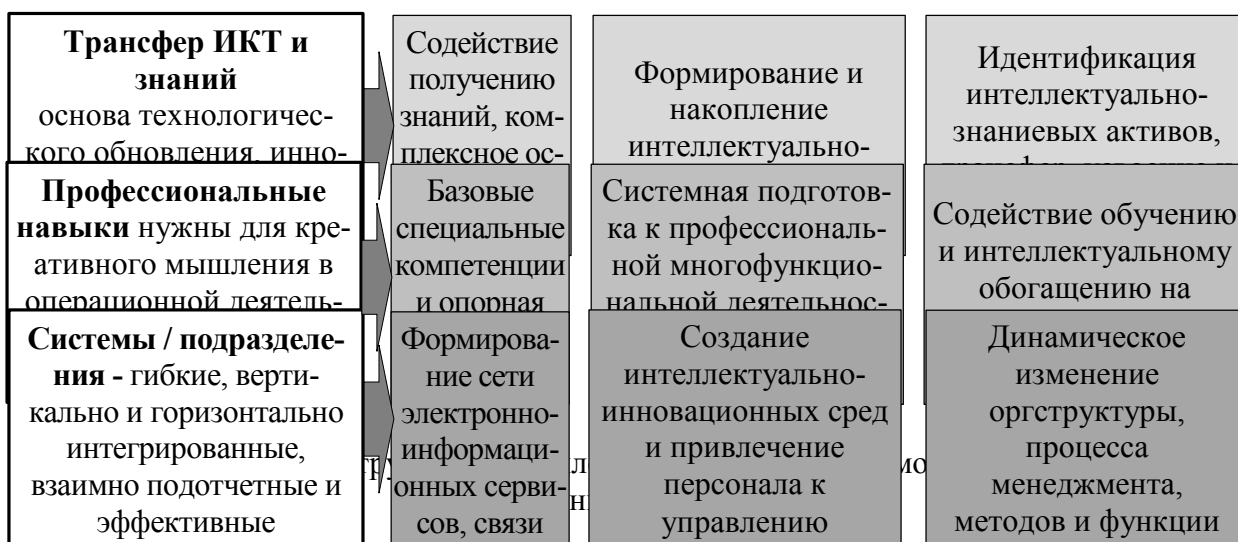 Трансфер ИКТ и
знаний
основа технологичес-
кого обновления, инно-
Содействие
получению
знаний, ком-
плексное ос-
Формирование и
накопление
интеллектуально-
Идентификация
интеллектуально-
знаниевых активов,
Профессиональные
навыки нужны для кре-
ативного мышления в
операционной деятель-
Базовые
специальные
компетенции
и опорная
Системная подготов-
ка к профессиональ-
ной многофункцио-
нальной деятельнос-
Содействие обучению
и интеллектуальному
обогащению на
Системы / подразделе-
ния - гибкие, верти-
кально и горизонтально
интегрированные,
взаимно подотчетные и
эффективные
Формирова-
ние сети
электронно-
информаци-
онных серви-
сов, связи
Создание
интеллектуально-
инновационных сред
и привлечение
персонала к
управлению
Динамическое
изменение
оргструктуры,
процесса
менеджмента,
методов и функции